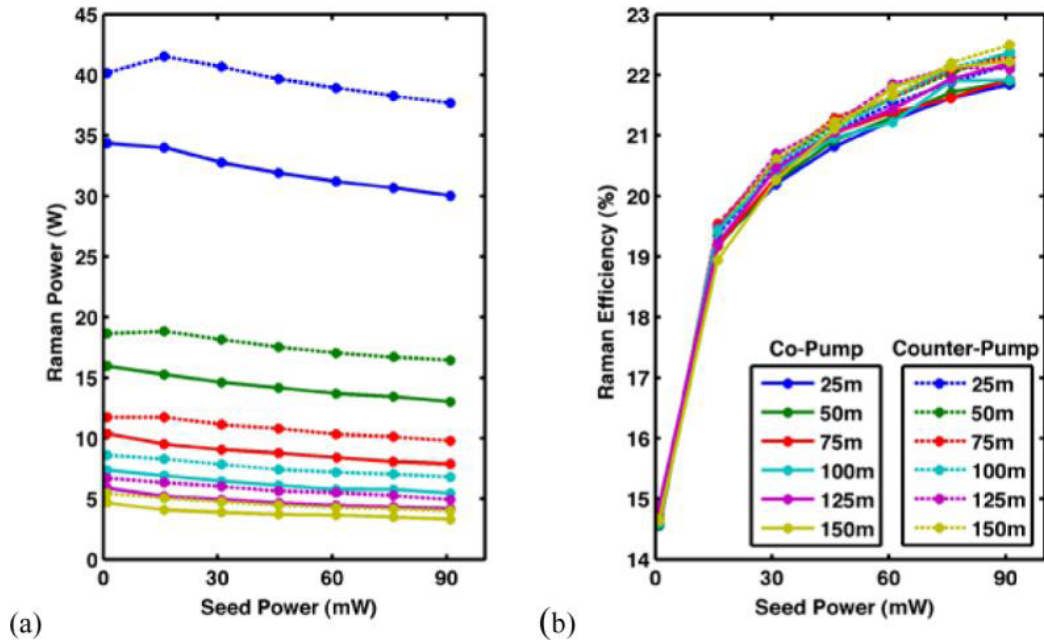 45
40
35
30
25
20
15
10
5
0
Raman Power (W)
0 30 60 90
Seed Power (mW)
(a)
23
22
21
20
19
18
17
16
15
14
Raman Efficiency (%)
Co-Pump Counter-Pump
25m 25m
50m 50m
75m 75m
100m 100m
125m 125m
150m 150m
0 30 60 90
Seed Power (mW)
(b)